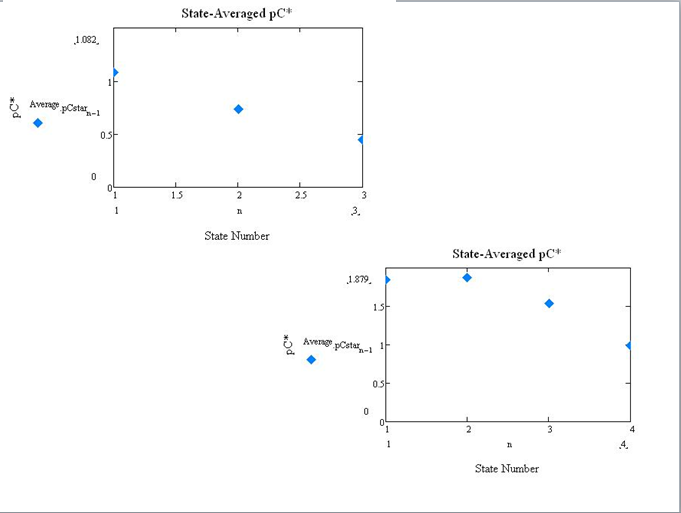 State-Averaged pC*
1.082
1
0.5
0
0
pC*
Average.pCstar n−1
1 1.5 2 2.5 3
1 n 3
State Number
State-Averaged pC*
1.879
1.5
1
0.5
0
0
pC*
Average.pCstar n−1
1 2 3 4
1 n 4
State Number